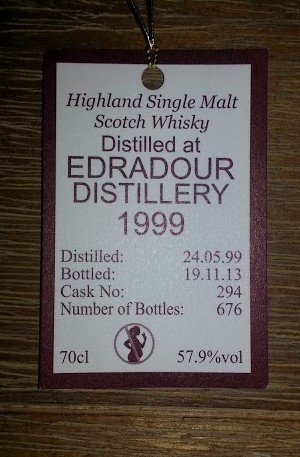 Highland Single Malt
Scotch Whisky
Distilled at
EDRADOUR
DISTILLERY
1999
Distilled: 24.05.99
Bottled: 19.11.13
Cask No: 294
Number of Bottles: 676
70cl 57.9%vol